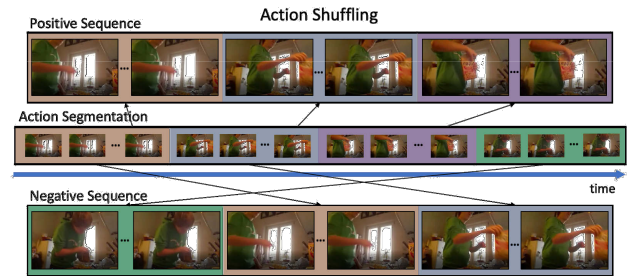 Action Shuffling
Positive Sequence
Action Segmentation
time
Negative Sequence